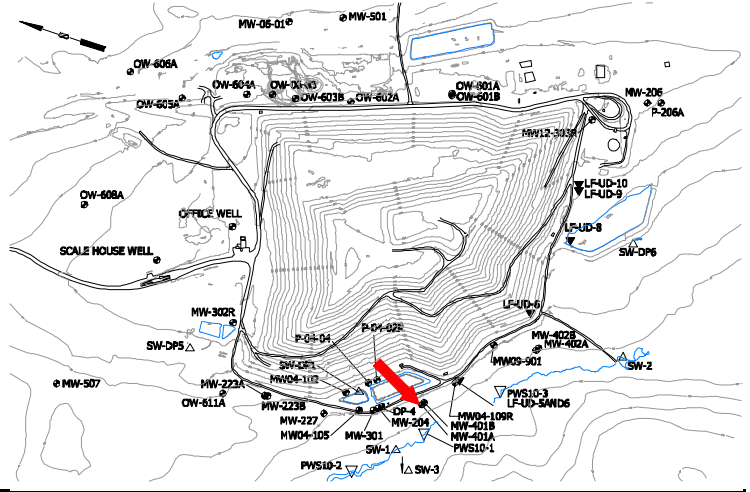 MW-501
MW-06-01
OW-606A
OW-604A
OW-603B
OW-602A
OW-601A
OW-601B
OW-605A
MW-206
P-206A
MW12-303R
LF-UD-10
LF-UD-9
OW-608A
OFFICE WELL
LF-UD-8
SW-DP6
SCALE HOUSE WELL
MW-302R
LF-UD-6
P-04-04
P-04-02R
MW-402B
MW-402A
SW-DP5
SW-DP1
MW09-901
SW-2
MW04-102
MW-507
MW-223A
PWS10-3
LF-UD-5AND6
OW-611A
MW-223B
DP-4
MW04-109R
MW-227
MW-204
MW-401B
MW04-105
MW-301
MW-401A
SW-1
PWS10-1
PWS10-2
SW-3